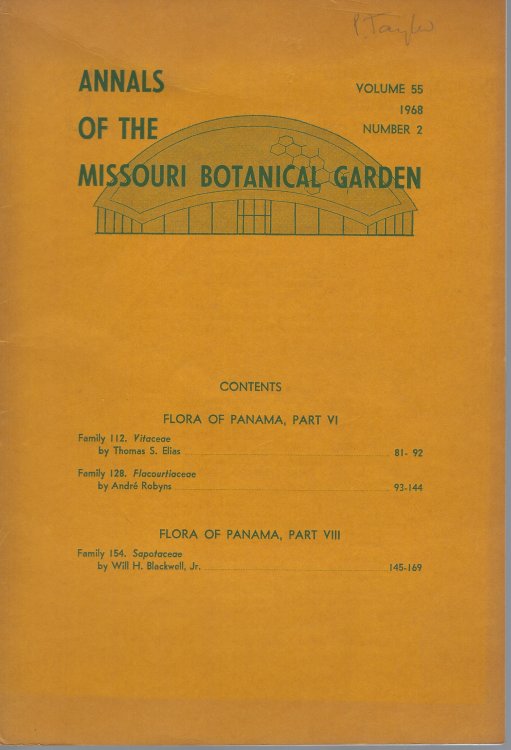 P. Taylor
ANNALS
OF THE
MISSOURI BOTANICAL GARDEN
VOLUME 55
1968
NUMBER 2
CONTENTS
FLORA OF PANAMA, PART VI
Family 112. Vitaceae
by Thomas S. Elias 81- 92
Family 128. Flacourtiaceae
by André Robyns 93-144
FLORA OF PANAMA, PART VIII
Family 154. Sapotaceae
by Will H. Blackwell, Jr. 145-169